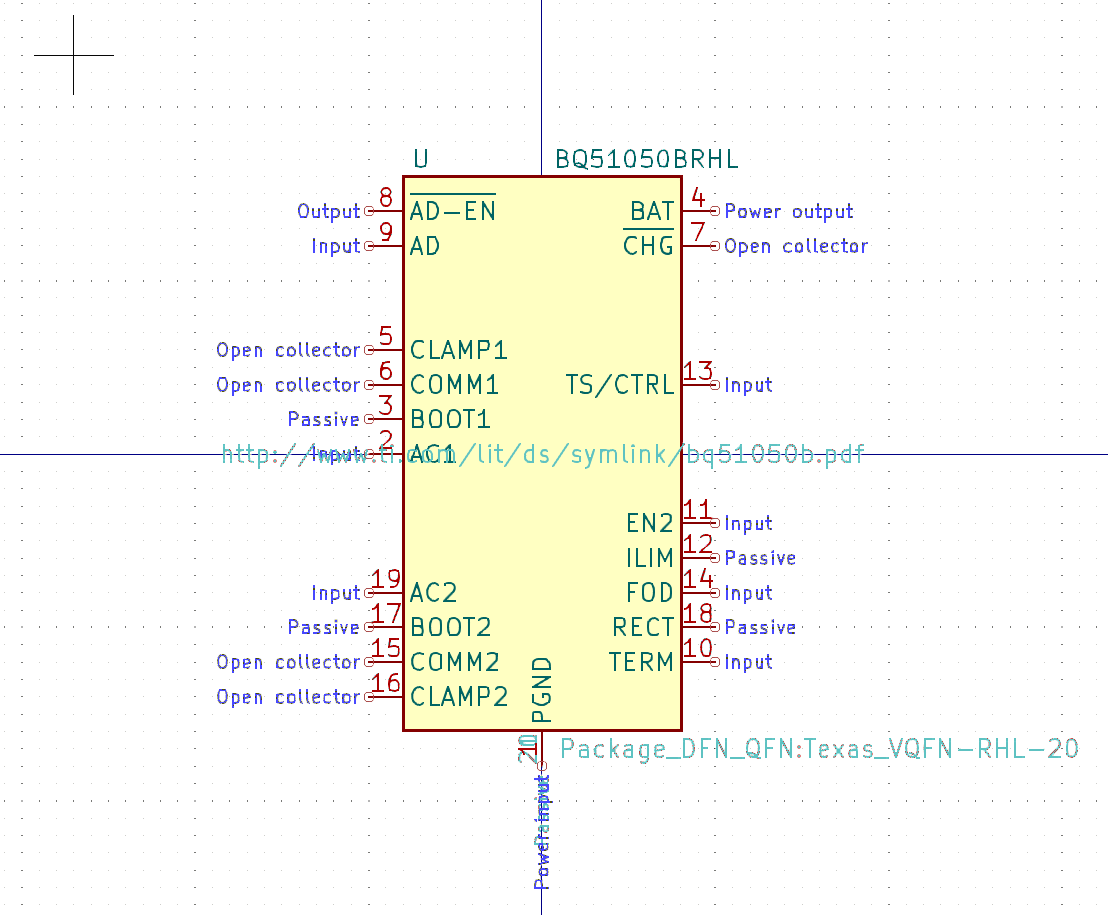 U BQ51050BRHL
Output 8 AD-EN BAT 4 Power output
Input 9 AD CHG 7 Open collector
Open collector 5 CLAMP1
Open collector 6 COMM1 TS/CTRL 13 Input
Passive 3 BOOT1
Input 2 AC1
http://www.ti.com/lit/ds/symlink/bq51050b.pdf
EN2 11 Input
ILIM 12 Passive
Input 19 AC2 FOD 14 Input
Passive 17 BOOT2 RECT 18 Passive
Open collector 15 COMM2 TERM 10 Input
Open collector 16 CLAMP2
PGND
Package_DFN_QFN:Texas_VQFN-RHL-20
Power input